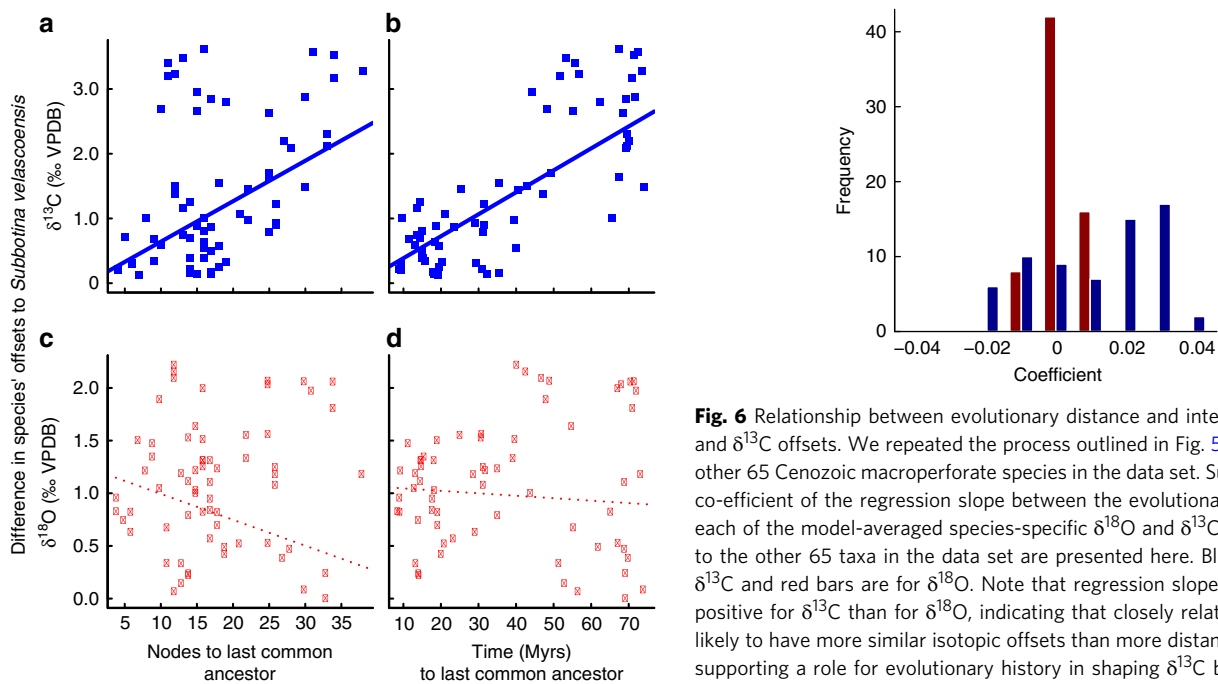 a
b
3.0
2.0
1.0
0
δ13C (‰ VPDB)
Difference in species' offsets to Subbotina velascoensis
c
d
2.0
1.5
1.0
0.5
0.0
δ18O (‰ VPDB)
5 10 15 20 25 30 35
10 20 30 40 50 60 70
Nodes to last common
ancestor
Time (Myrs)
to last common ancestor
40
30
20
10
0
Frequency
−0.04 −0.02 0 0.02 0.04
Coefficient
Fig. 6 Relationship between evolutionary distance and inte
and δ13C offsets. We repeated the process outlined in Fig. 5
other 65 Cenozoic macroperforate species in the data set. Su
co-efficient of the regression slope between the evolutiona
each of the model-averaged species-specific δ18O and δ13C
to the other 65 taxa in the data set are presented here. Bl
δ13C and red bars are for δ18O. Note that regression slope
positive for δ13C than for δ18O, indicating that closely relat
likely to have more similar isotopic offsets than more distan
supporting a role for evolutionary history in shaping δ13C b